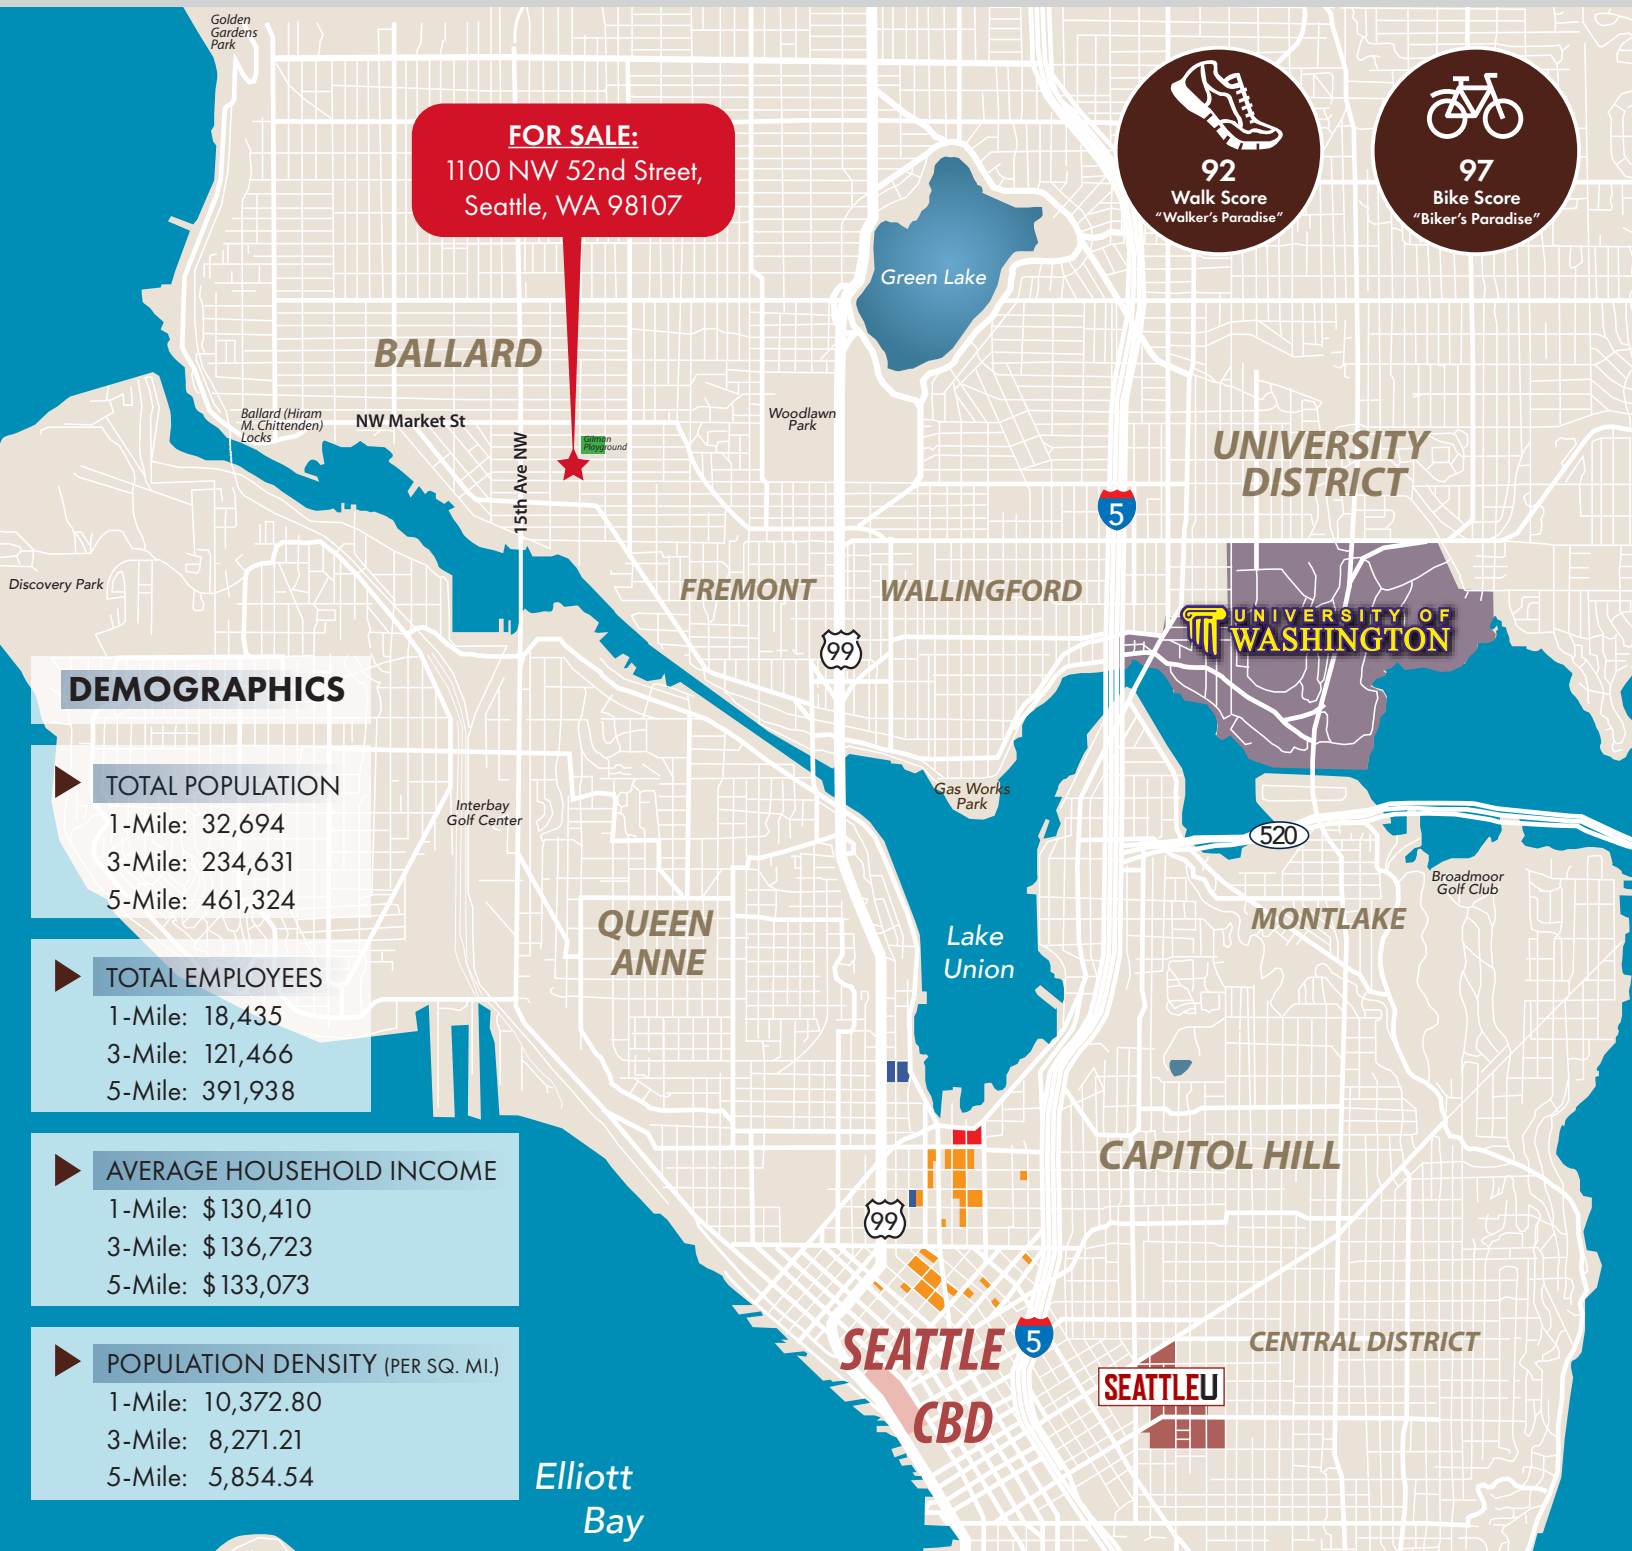 Golden
Gardens
Park
FOR SALE:
1100 NW 52nd Street,
Seattle, WA 98107
92
Walk Score
“Walker’s Paradise”
97
Bike Score
“Biker’s Paradise”
Green Lake
BALLARD
Ballard (Hiram
M. Chittenden)
Locks
NW Market St
15th Ave NW
Gilman
Playground
Woodlawn
Park
UNIVERSITY
DISTRICT
5
Discovery Park
FREMONT
WALLINGFORD
99
UNIVERSITY OF
WASHINGTON
DEMOGRAPHICS
TOTAL POPULATION
1-Mile: 32,694
3-Mile: 234,631
5-Mile: 461,324
TOTAL EMPLOYEES
1-Mile: 18,435
3-Mile: 121,466
5-Mile: 391,938
AVERAGE HOUSEHOLD INCOME
1-Mile: $130,410
3-Mile: $136,723
5-Mile: $133,073
POPULATION DENSITY (PER SQ. MI.)
1-Mile: 10,372.80
3-Mile: 8,271.21
5-Mile: 5,854.54
Interbay
Golf Center
Gas Works
Park
520
Broadmoor
Golf Club
QUEEN
ANNE
Lake
Union
MONTLAKE
CAPITOL HILL
99
SEATTLE
CBD
5
CENTRAL DISTRICT
SEATTLEU
Elliott
Bay